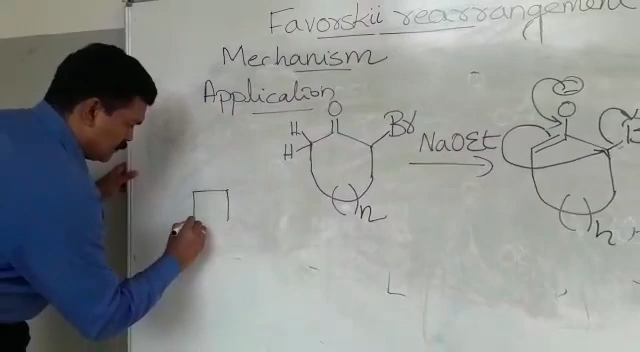 Favorskii rearrangement
Mechanism
Application
O
H
H
Br
n
NaOEt
O
n